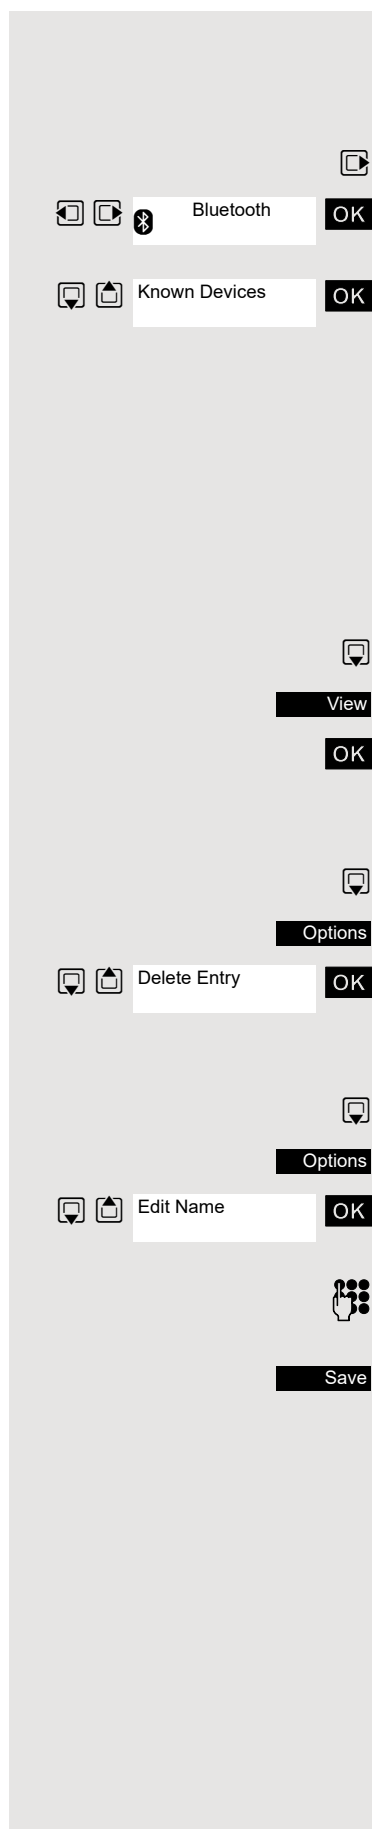 Bluetooth OK
Known Devices OK
View
OK
Options
Delete Entry OK
Options
Edit Name OK
Save